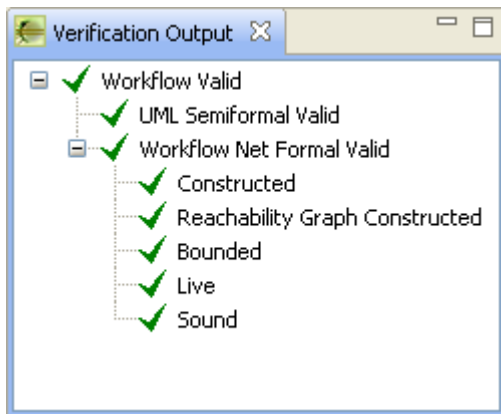 Verification Output
Workflow Valid
UML Semiformal Valid
Workflow Net Formal Valid
Constructed
Reachability Graph Constructed
Bounded
Live
Sound